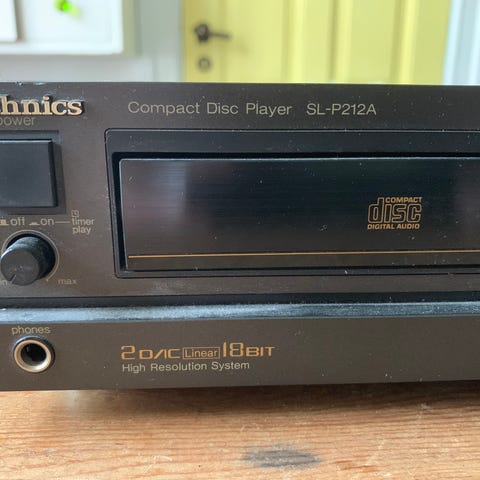 hnics
Compact Disc Player SL-P212A
power
off on timer
play
COMPACT
disc
DIGITAL AUDIO
max
phones
2 DAC Linear 18 BIT
High Resolution System